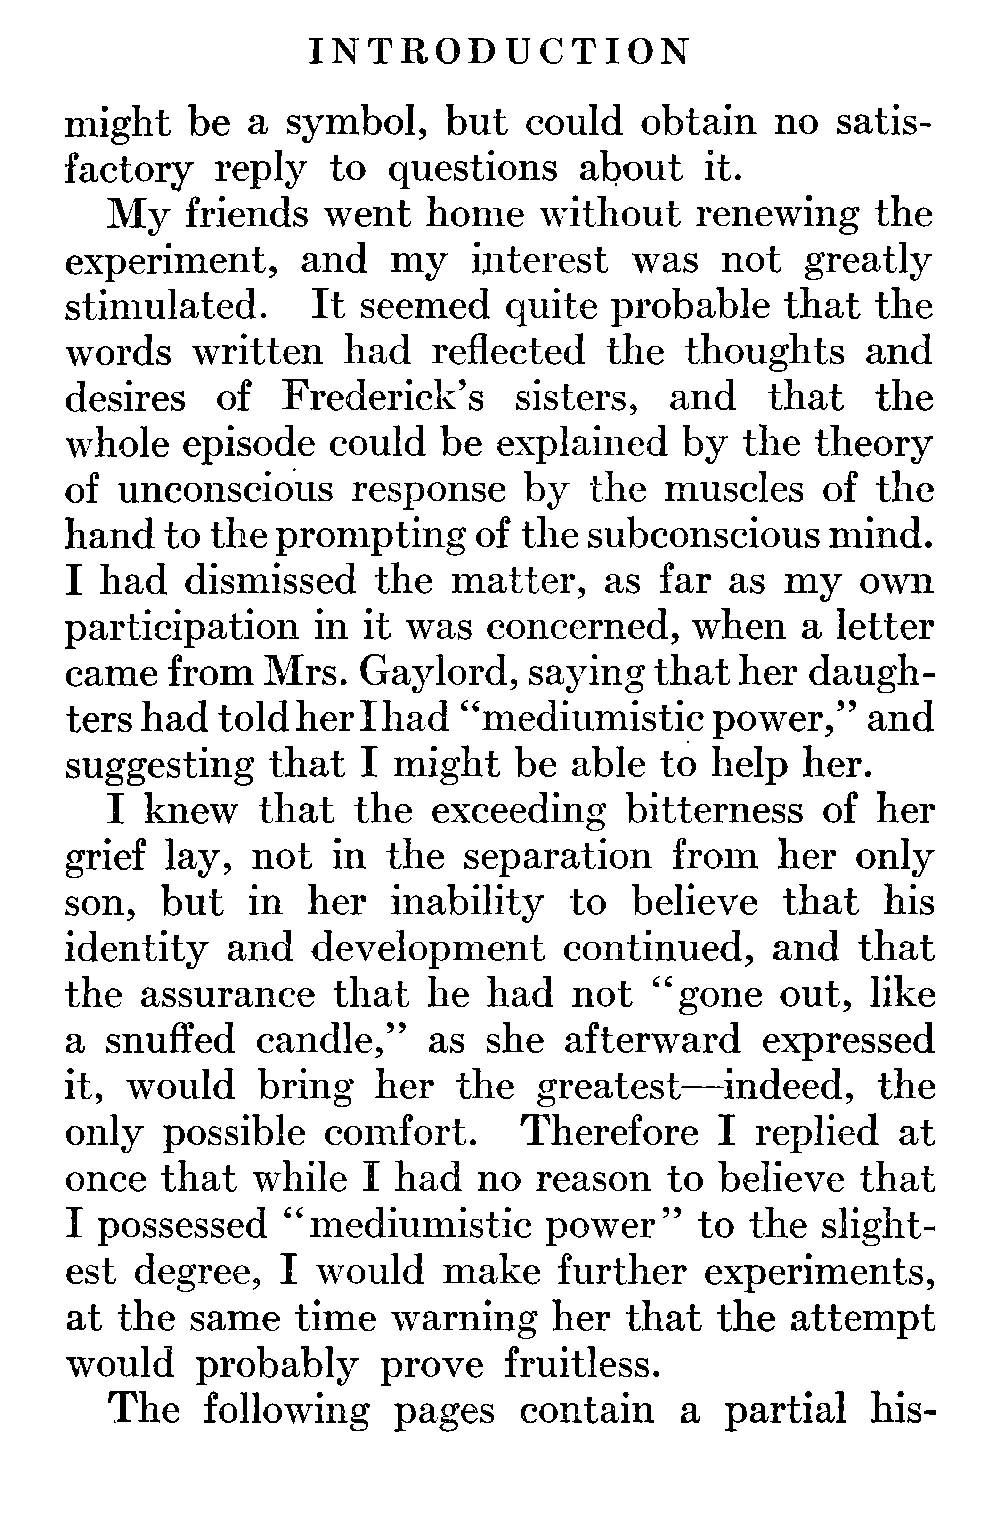 INTRODUCTION
might be a symbol, but could obtain no satis-
factory reply to questions about it.
My friends went home without renewing the
experiment, and my interest was not greatly
stimulated. It seemed quite probable that the
words written had reflected the thoughts and
desires of Frederick’s sisters, and that the
whole episode could be explained by the theory
of unconscious response by the muscles of the
hand to the prompting of the subconscious mind.
I had dismissed the matter, as far as my own
participation in it was concerned, when a letter
came from Mrs. Gaylord, saying that her daugh-
ters had told her I had “mediumistic power,” and
suggesting that I might be able to help her.
I knew that the exceeding bitterness of her
grief lay, not in the separation from her only
son, but in her inability to believe that his
identity and development continued, and that
the assurance that he had not “gone out, like
a snuffed candle,” as she afterward expressed
it, would bring her the greatest—indeed, the
only possible comfort. Therefore I replied at
once that while I had no reason to believe that
I possessed “mediumistic power” to the slight-
est degree, I would make further experiments,
at the same time warning her that the attempt
would probably prove fruitless.
The following pages contain a partial his-